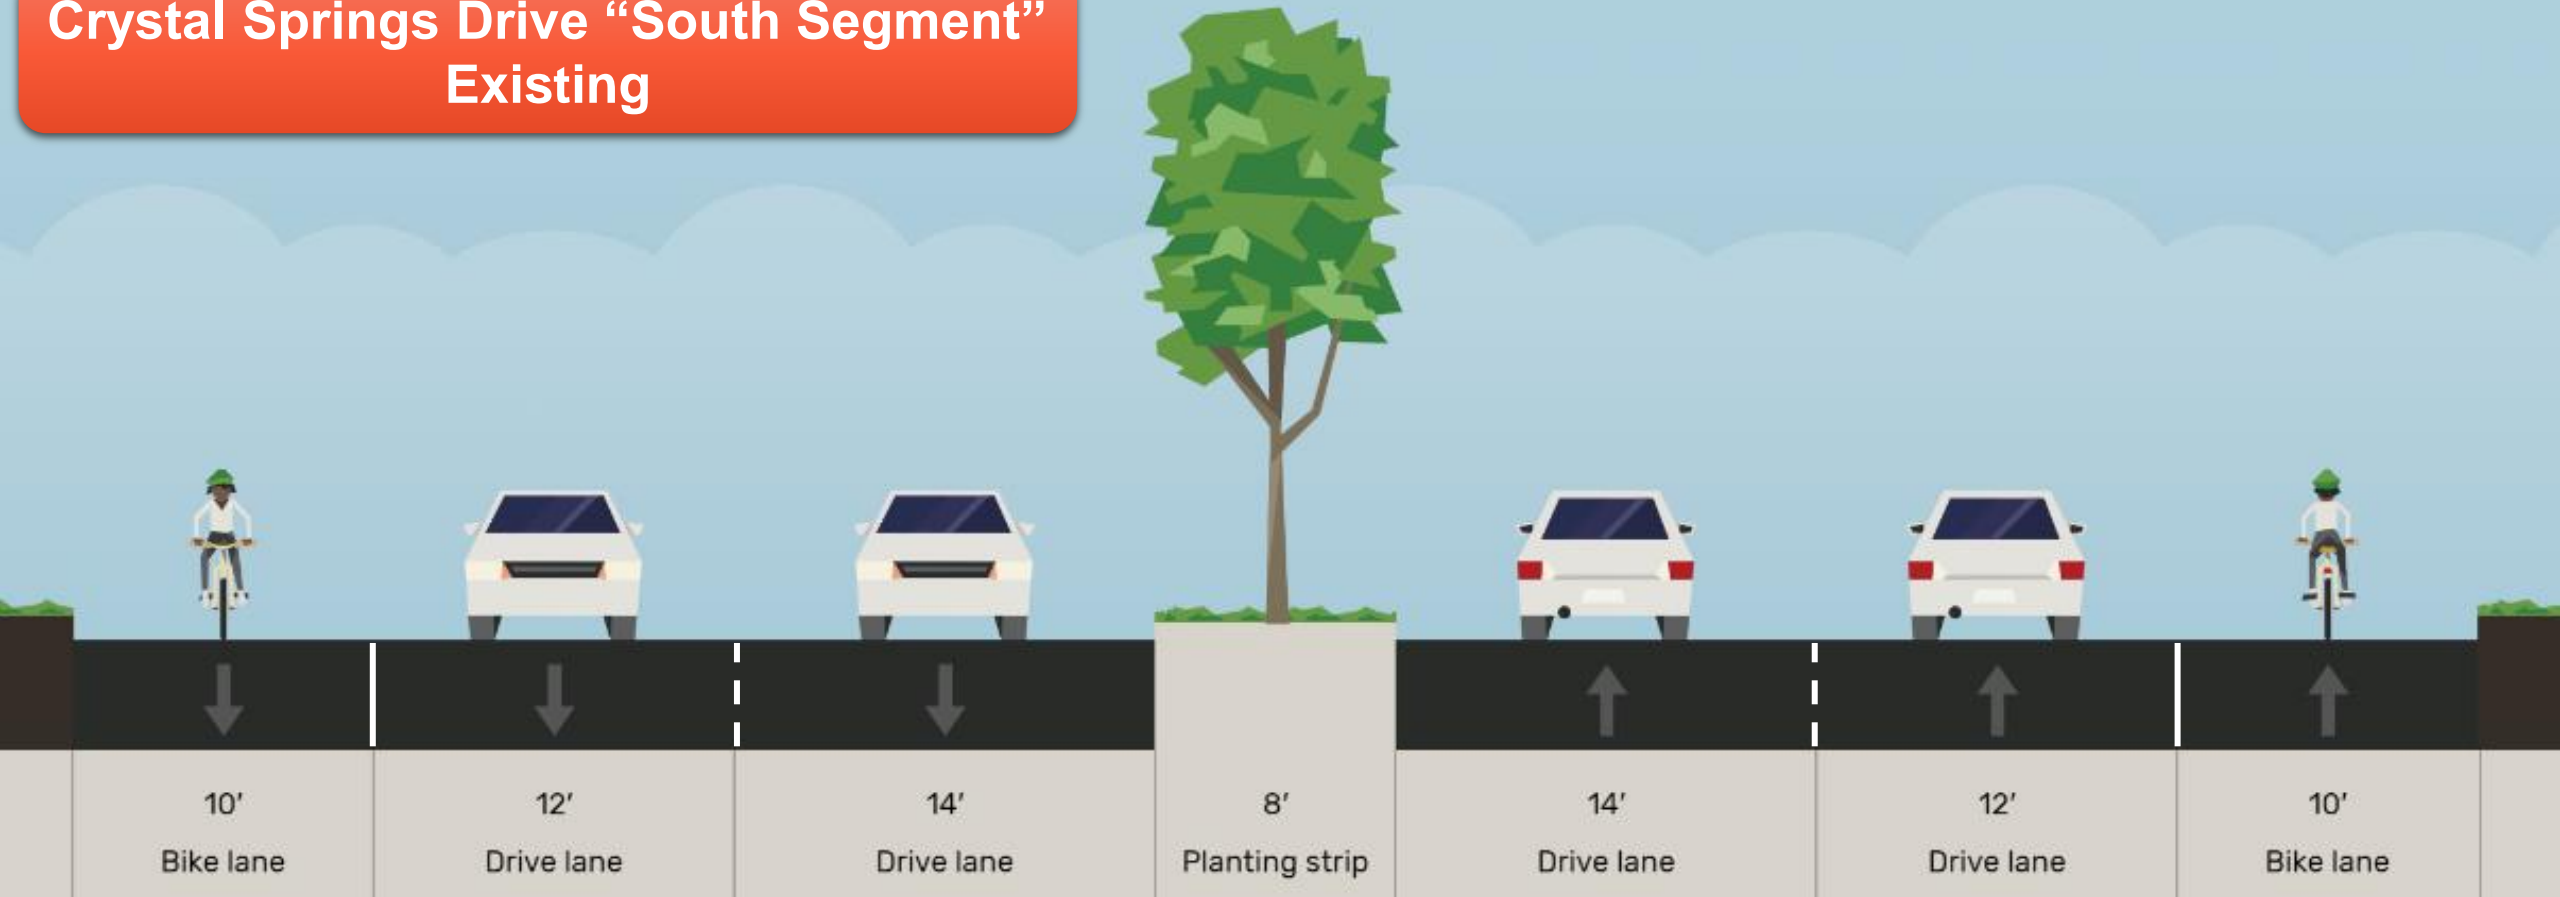 Crystal Springs Drive “South Segment”
Existing
10′ 12′ 14′ 8′ 14′ 12′ 10′
Bike lane Drive lane Drive lane Planting strip Drive lane Drive lane Bike lane